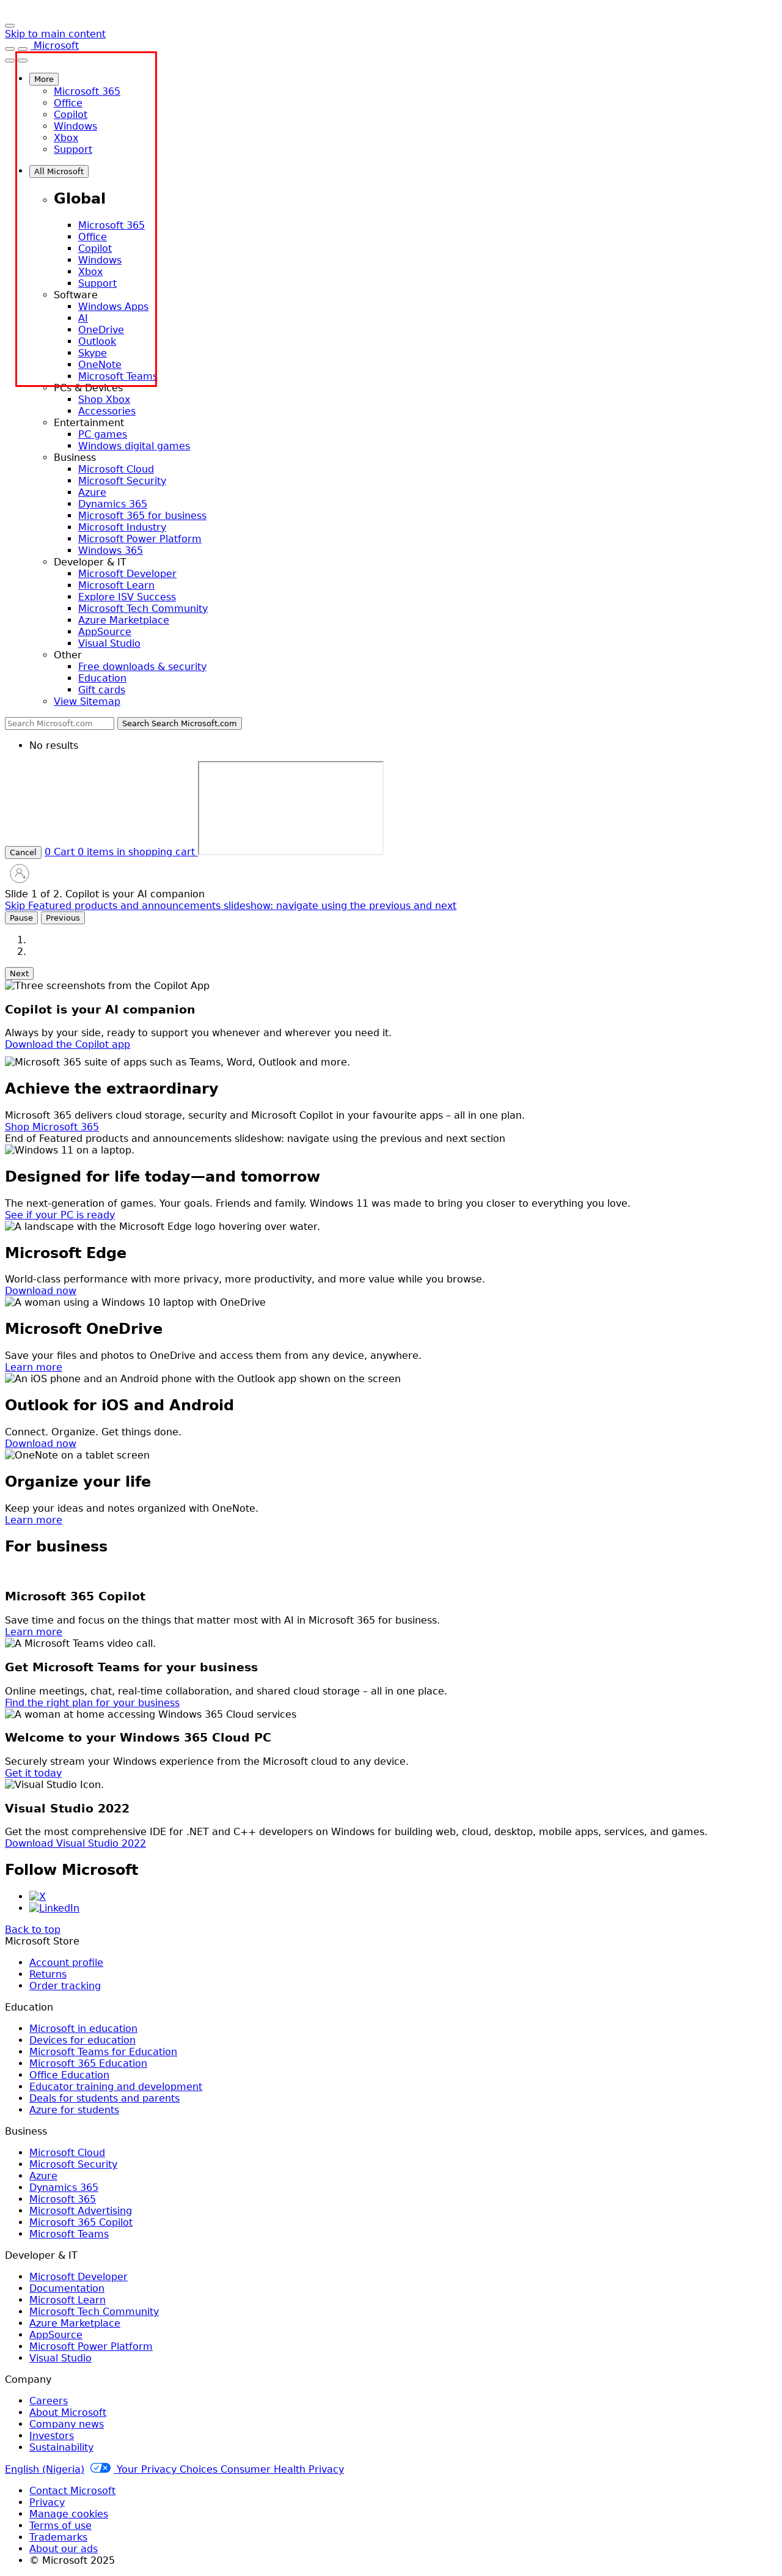 Skip to main content
Microsoft
More
Microsoft 365
Office
Copilot
Windows
Xbox
Support
All Microsoft
Global
Microsoft 365
Office
Copilot
Windows
Xbox
Support
Software
Windows Apps
AI
OneDrive
Outlook
Skype
OneNote
Microsoft Teams
PCs & Devices
Shop Xbox
Accessories
Entertainment
PC games
Windows digital games
Business
Microsoft Cloud
Microsoft Security
Azure
Dynamics 365
Microsoft 365 for business
Microsoft Industry
Microsoft Power Platform
Windows 365
Developer & IT
Microsoft Developer
Microsoft Learn
Explore ISV Success
Microsoft Tech Community
Azure Marketplace
AppSource
Visual Studio
Other
Free downloads & security
Education
Gift cards
View Sitemap
Search Microsoft.com Search Search Microsoft.com
No results
Cancel 0 Cart 0 items in shopping cart
Slide 1 of 2. Copilot is your AI companion
Skip Featured products and announcements slideshow: navigate using the previous and next
Pause Previous
1.
2.
Next
Three screenshots from the Copilot App
Copilot is your AI companion
Always by your side, ready to support you whenever and wherever you need it.
Download the Copilot app
Microsoft 365 suite of apps such as Teams, Word, Outlook and more.
Achieve the extraordinary
Microsoft 365 delivers cloud storage, security and Microsoft Copilot in your favourite apps – all in one plan.
Shop Microsoft 365
End of Featured products and announcements slideshow: navigate using the previous and next section
Windows 11 on a laptop.
Designed for life today—and tomorrow
The next-generation of games. Your goals. Friends and family. Windows 11 was made to bring you closer to everything you love.
See if your PC is ready
A landscape with the Microsoft Edge logo hovering over water.
Microsoft Edge
World-class performance with more privacy, more productivity, and more value while you browse.
Download now
A woman using a Windows 10 laptop with OneDrive
Microsoft OneDrive
Save your files and photos to OneDrive and access them from any device, anywhere.
Learn more
An iOS phone and an Android phone with the Outlook app shown on the screen
Outlook for iOS and Android
Connect. Organize. Get things done.
Download now
OneNote on a tablet screen
Organize your life
Keep your ideas and notes organized with OneNote.
Learn more
For business
Microsoft 365 Copilot
Save time and focus on the things that matter most with AI in Microsoft 365 for business.
Learn more
A Microsoft Teams video call.
Get Microsoft Teams for your business
Online meetings, chat, real-time collaboration, and shared cloud storage – all in one place.
Find the right plan for your business
A woman at home accessing Windows 365 Cloud services
Welcome to your Windows 365 Cloud PC
Securely stream your Windows experience from the Microsoft cloud to any device.
Get it today
Visual Studio Icon.
Visual Studio 2022
Get the most comprehensive IDE for .NET and C++ developers on Windows for building web, cloud, desktop, mobile apps, services, and games.
Download Visual Studio 2022
Follow Microsoft
X
LinkedIn
Back to top
Microsoft Store
Account profile
Returns
Order tracking
Education
Microsoft in education
Devices for education
Microsoft Teams for Education
Microsoft 365 Education
Office Education
Educator training and development
Deals for students and parents
Azure for students
Business
Microsoft Cloud
Microsoft Security
Azure
Dynamics 365
Microsoft 365
Microsoft Advertising
Microsoft 365 Copilot
Microsoft Teams
Developer & IT
Microsoft Developer
Documentation
Microsoft Learn
Microsoft Tech Community
Azure Marketplace
AppSource
Microsoft Power Platform
Visual Studio
Company
Careers
About Microsoft
Company news
Investors
Sustainability
English (Nigeria) Your Privacy Choices Consumer Health Privacy
Contact Microsoft
Privacy
Manage cookies
Terms of use
Trademarks
About our ads
© Microsoft 2025